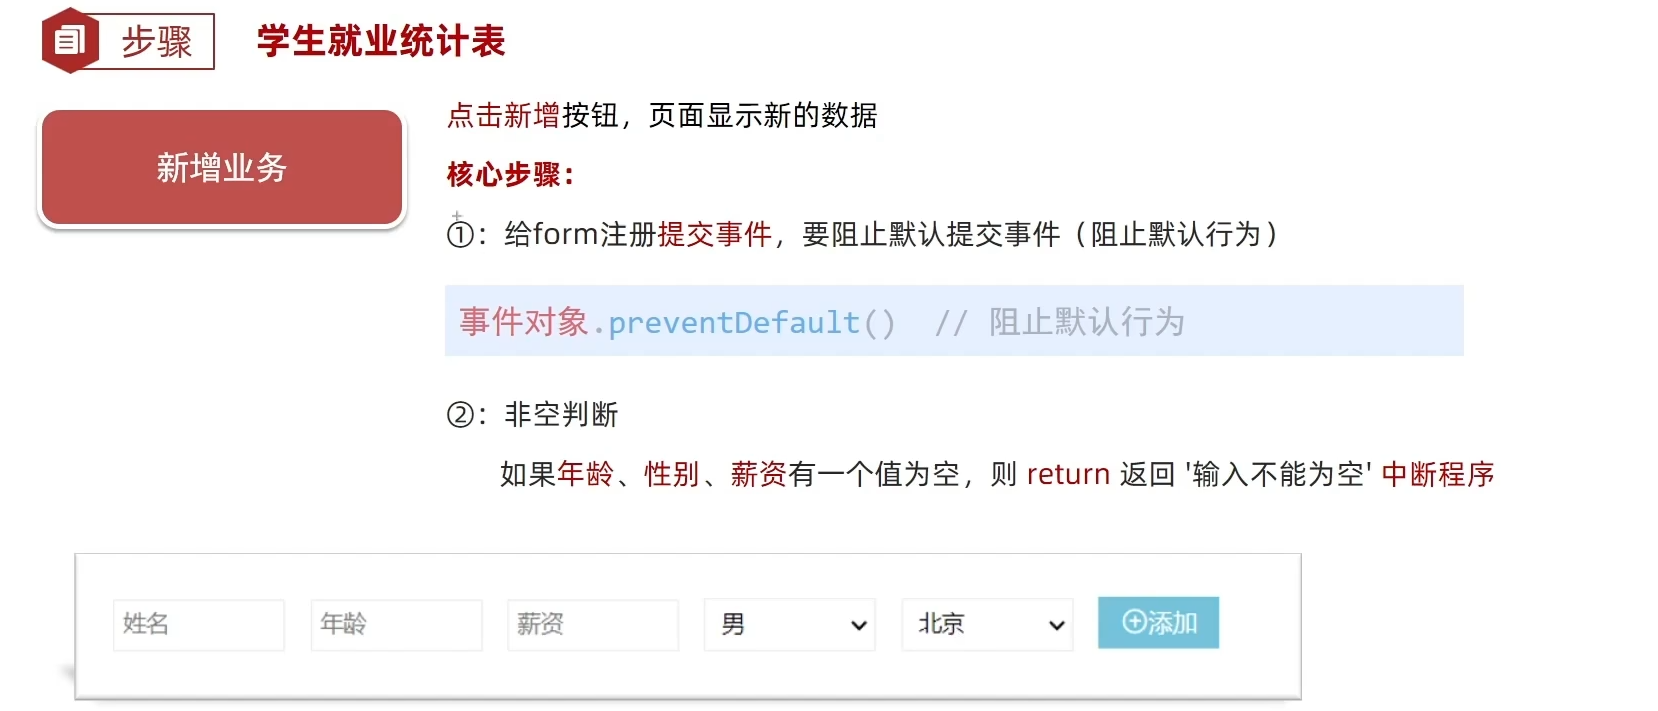 步骤
学生就业统计表
新增业务
点击新增按钮，页面显示新的数据
核心步骤：
①：给form注册提交事件，要阻止默认提交事件（阻止默认行为）
事件对象.preventDefault() // 阻止默认行为
②：非空判断
如果年龄、性别、薪资有一个值为空，则 return 返回 '输入不能为空' 中断程序
姓名 年龄 薪资 男 北京 添加